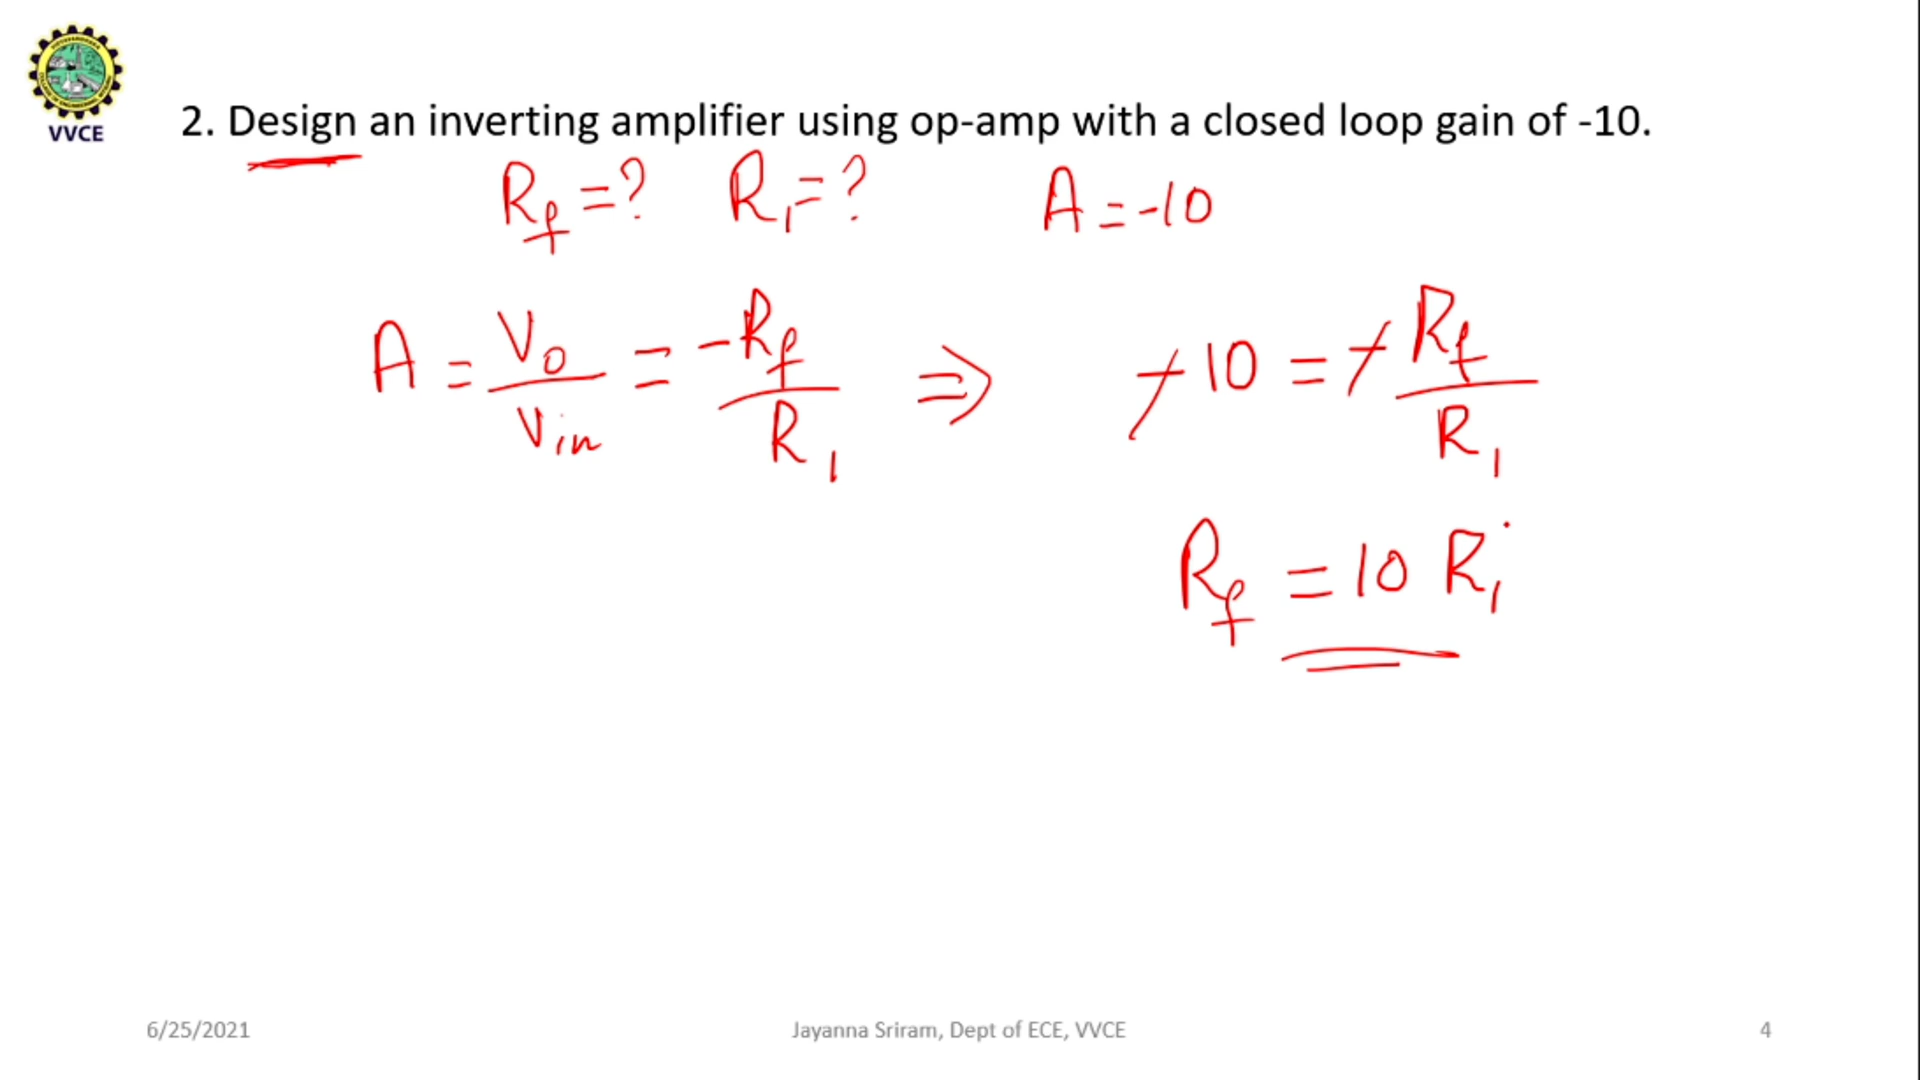 VVCE
2. Design an inverting amplifier using op-amp with a closed loop gain of -10.
Rf = ? R1 = ? A = -10
A = Vo/Vin = -Rf/R1 ⇒ -10 = -Rf/R1
Rf = 10 R1
6/25/2021 Jayanna Sriram, Dept of ECE, VVCE 4